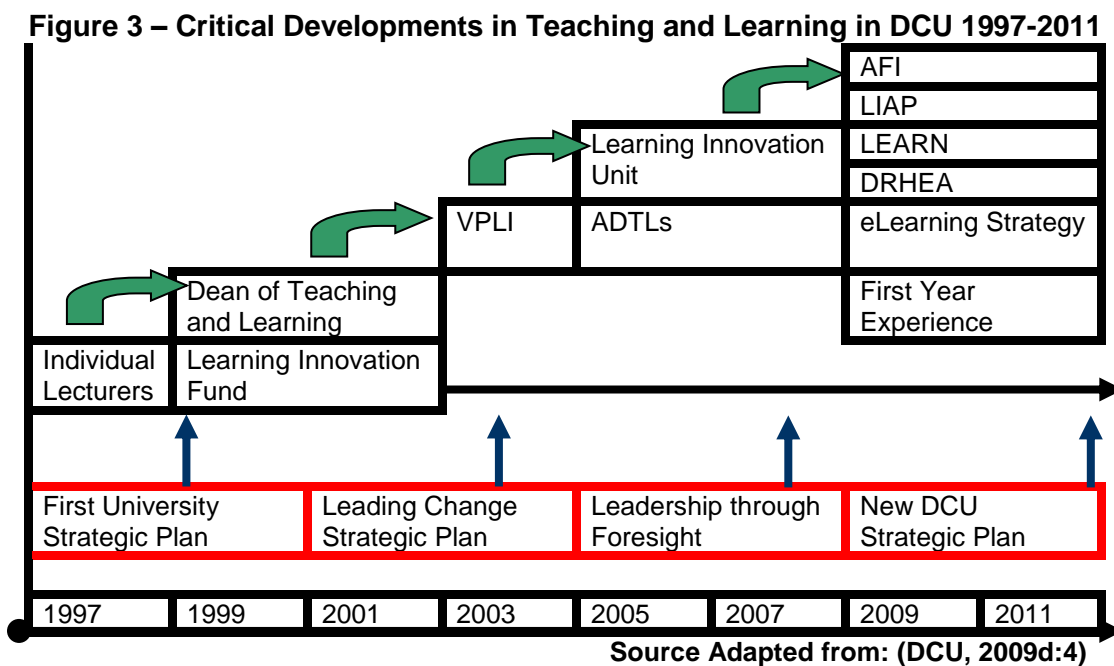 Figure 3 – Critical Developments in Teaching and Learning in DCU 1997-2011
AFI
LIAP
Learning Innovation
Unit
LEARN
DRHEA
VPLI
ADTLs
eLearning Strategy
Dean of Teaching
and Learning
First Year
Experience
Individual
Lecturers
Learning Innovation
Fund
First University
Strategic Plan
Leading Change
Strategic Plan
Leadership through
Foresight
New DCU
Strategic Plan
1997
1999
2001
2003
2005
2007
2009
2011
Source Adapted from: (DCU, 2009d:4)